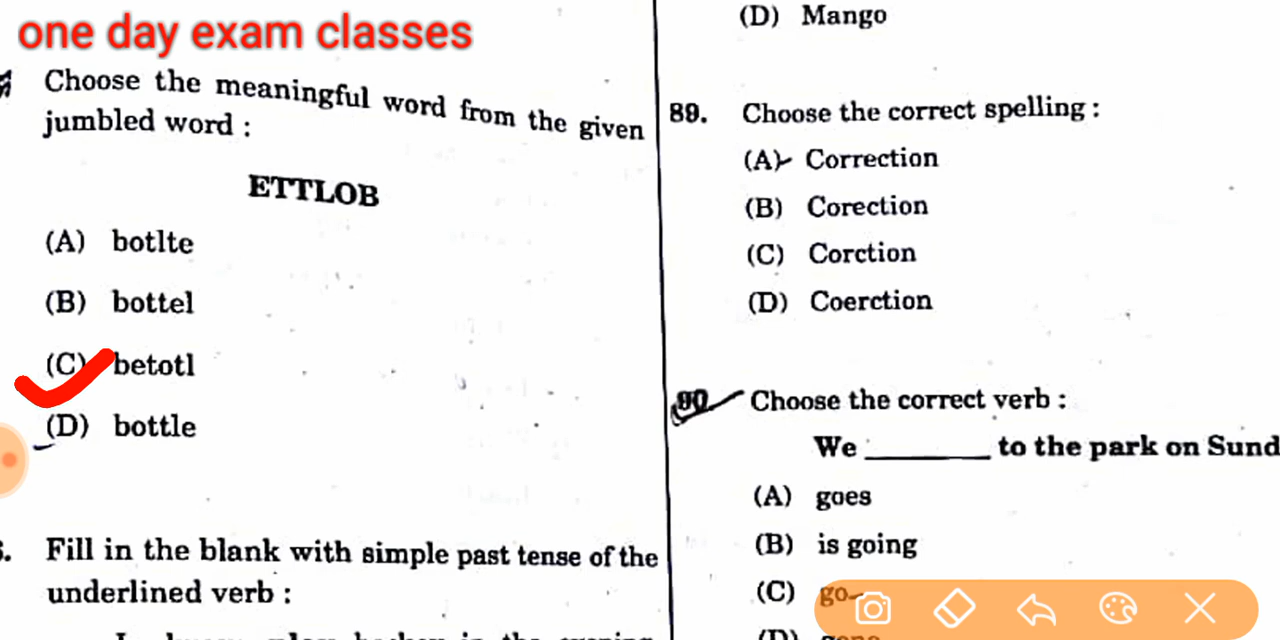 one day exam classes
Choose the meaningful word from the given
jumbled word :
ETTLOB
(A) botlte
(B) bottel
(C) betotl
(D) bottle
Fill in the blank with simple past tense of the
underlined verb :
(D) Mango
89. Choose the correct spelling :
(A) Correction
(B) Corection
(C) Corction
(D) Coerction
90 Choose the correct verb :
We ________ to the park on Sund
(A) goes
(B) is going
(C) go